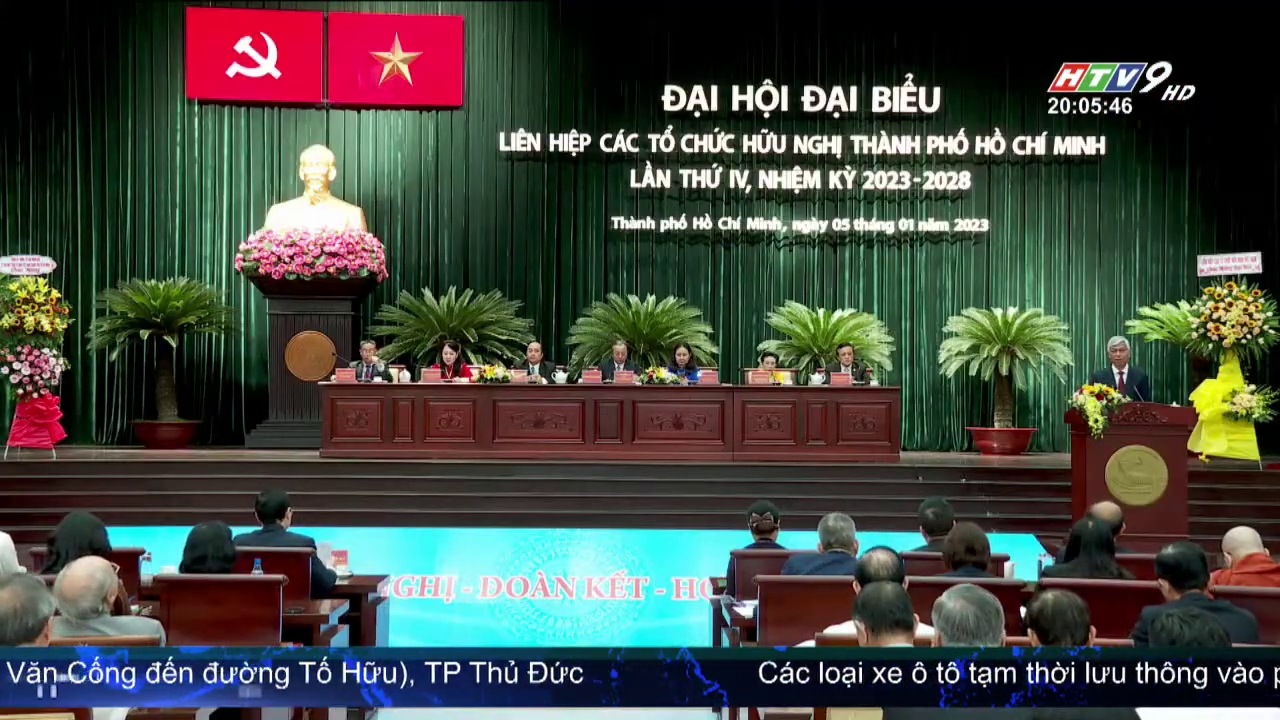 HTV9 HD
20:05:46
ĐẠI HỘI ĐẠI BIỂU
LIÊN HIỆP CÁC TỔ CHỨC HỮU NGHỊ THÀNH PHỐ HỒ CHÍ MINH
LẦN THỨ IV, NHIỆM KỲ 2023-2028
Thành phố Hồ Chí Minh, ngày 05 tháng 01 năm 2023
NGHỊ - ĐOÀN KẾT - HỢ
Văn Cống đến đường Tố Hữu), TP Thủ Đức
Các loại xe ô tô tạm thời lưu thông vào p